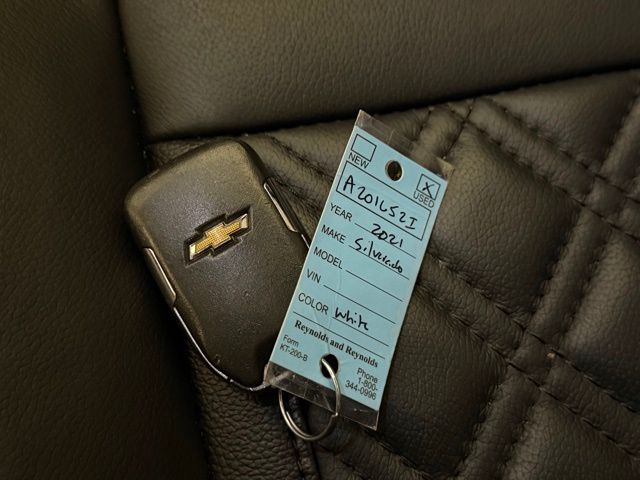 NEW
X
USED
A201652I
YEAR 2021
MAKE Silverado
MODEL
VIN
COLOR White
Reynolds and Reynolds
Form
KT-200-B
Phone
1-800-
344-0996